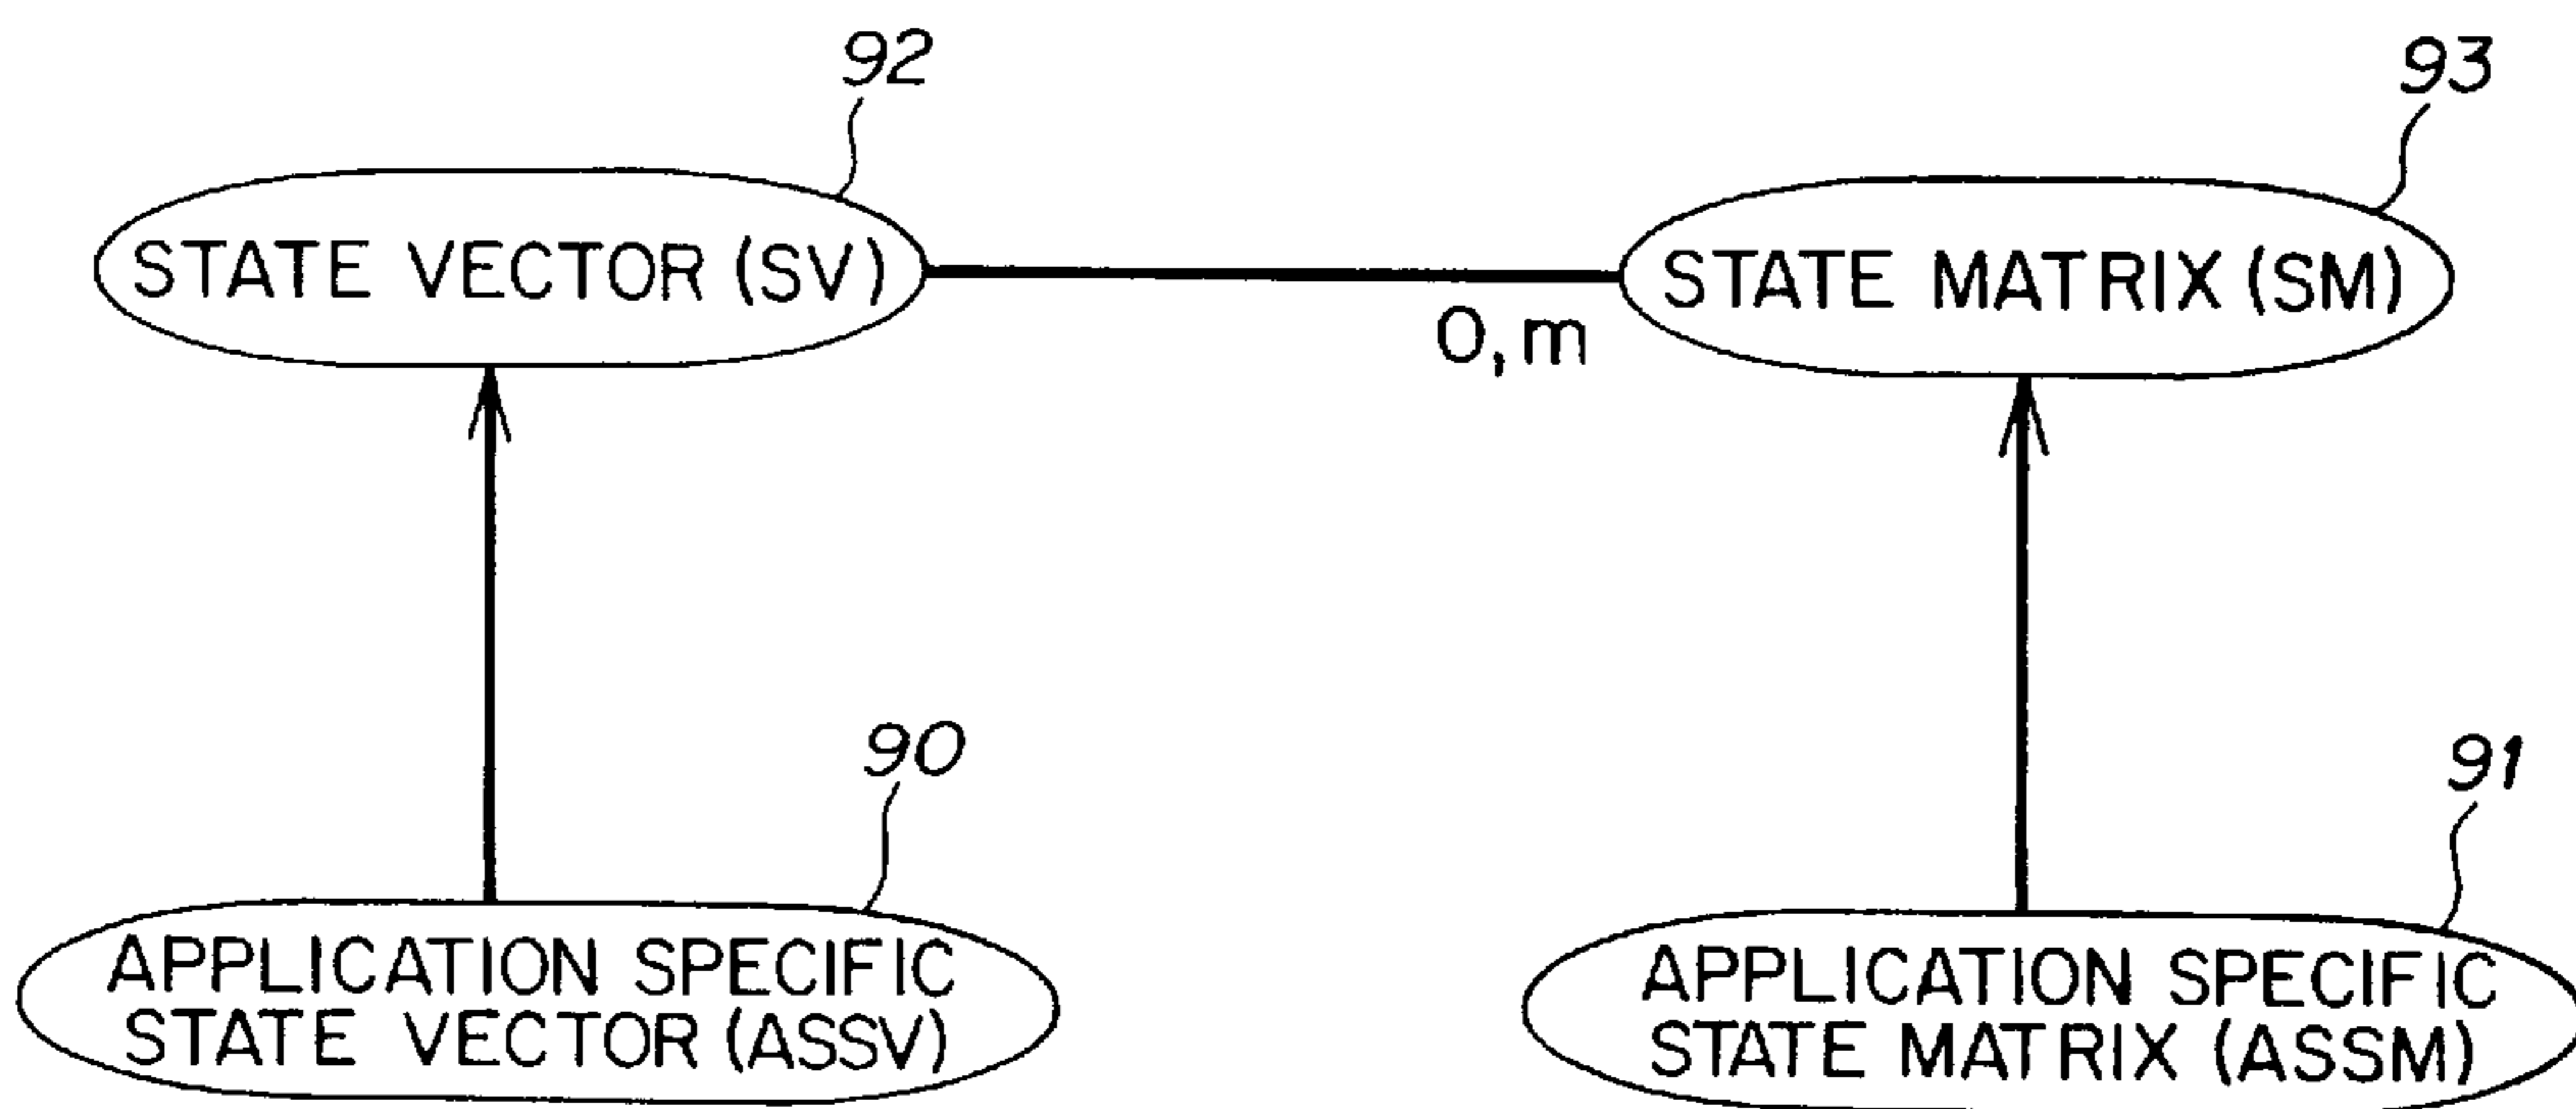 92
93
STATE VECTOR (SV)
STATE MATRIX (SM)
0,m
90
91
APPLICATION SPECIFIC
STATE VECTOR (ASSV)
APPLICATION SPECIFIC
STATE MATRIX (ASSM)